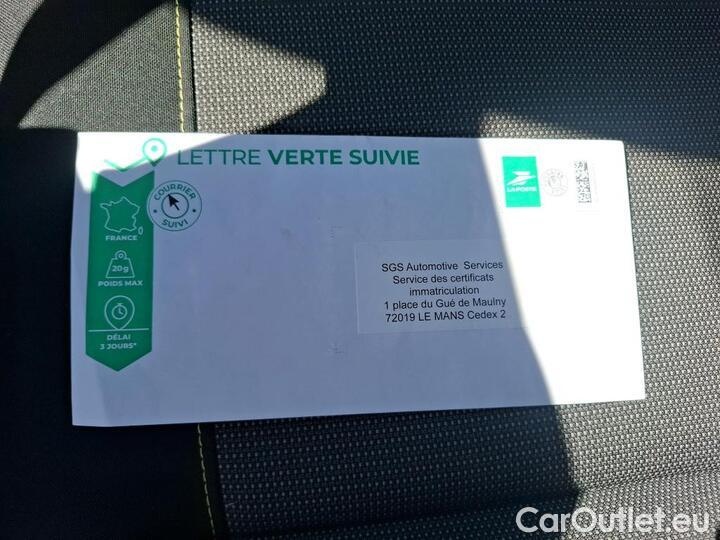 LETTRE VERTE SUIVIE
COURRIER
SUIVI
FRANCE
20g
POIDS MAX
DÉLAI
3 JOURS*
LA POSTE
SGS Automotive Services
Service des certificats
immatriculation
1 place du Gué de Maulny
72019 LE MANS Cedex 2
CarOutlet.eu